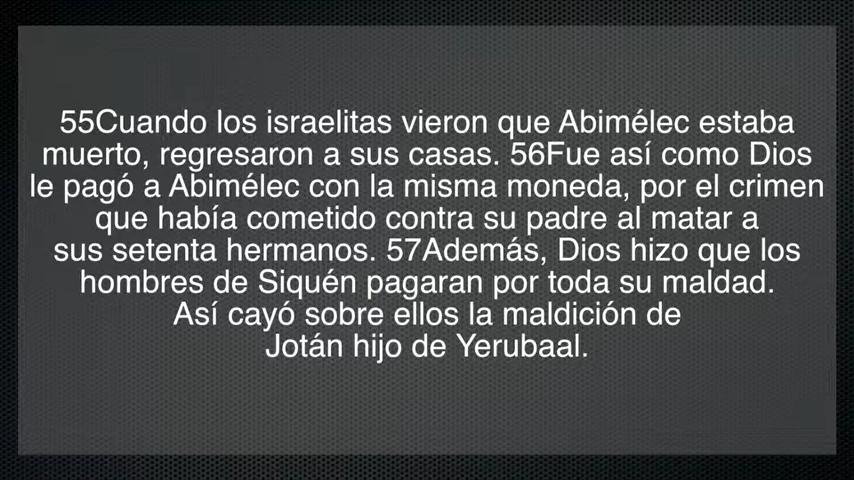 55Cuando los israelitas vieron que Abimélec estaba
muerto, regresaron a sus casas. 56Fue así como Dios
le pagó a Abimélec con la misma moneda, por el crimen
que había cometido contra su padre al matar a
sus setenta hermanos. 57Además, Dios hizo que los
hombres de Siquén pagaran por toda su maldad.
Así cayó sobre ellos la maldición de
Jotán hijo de Yerubaal.